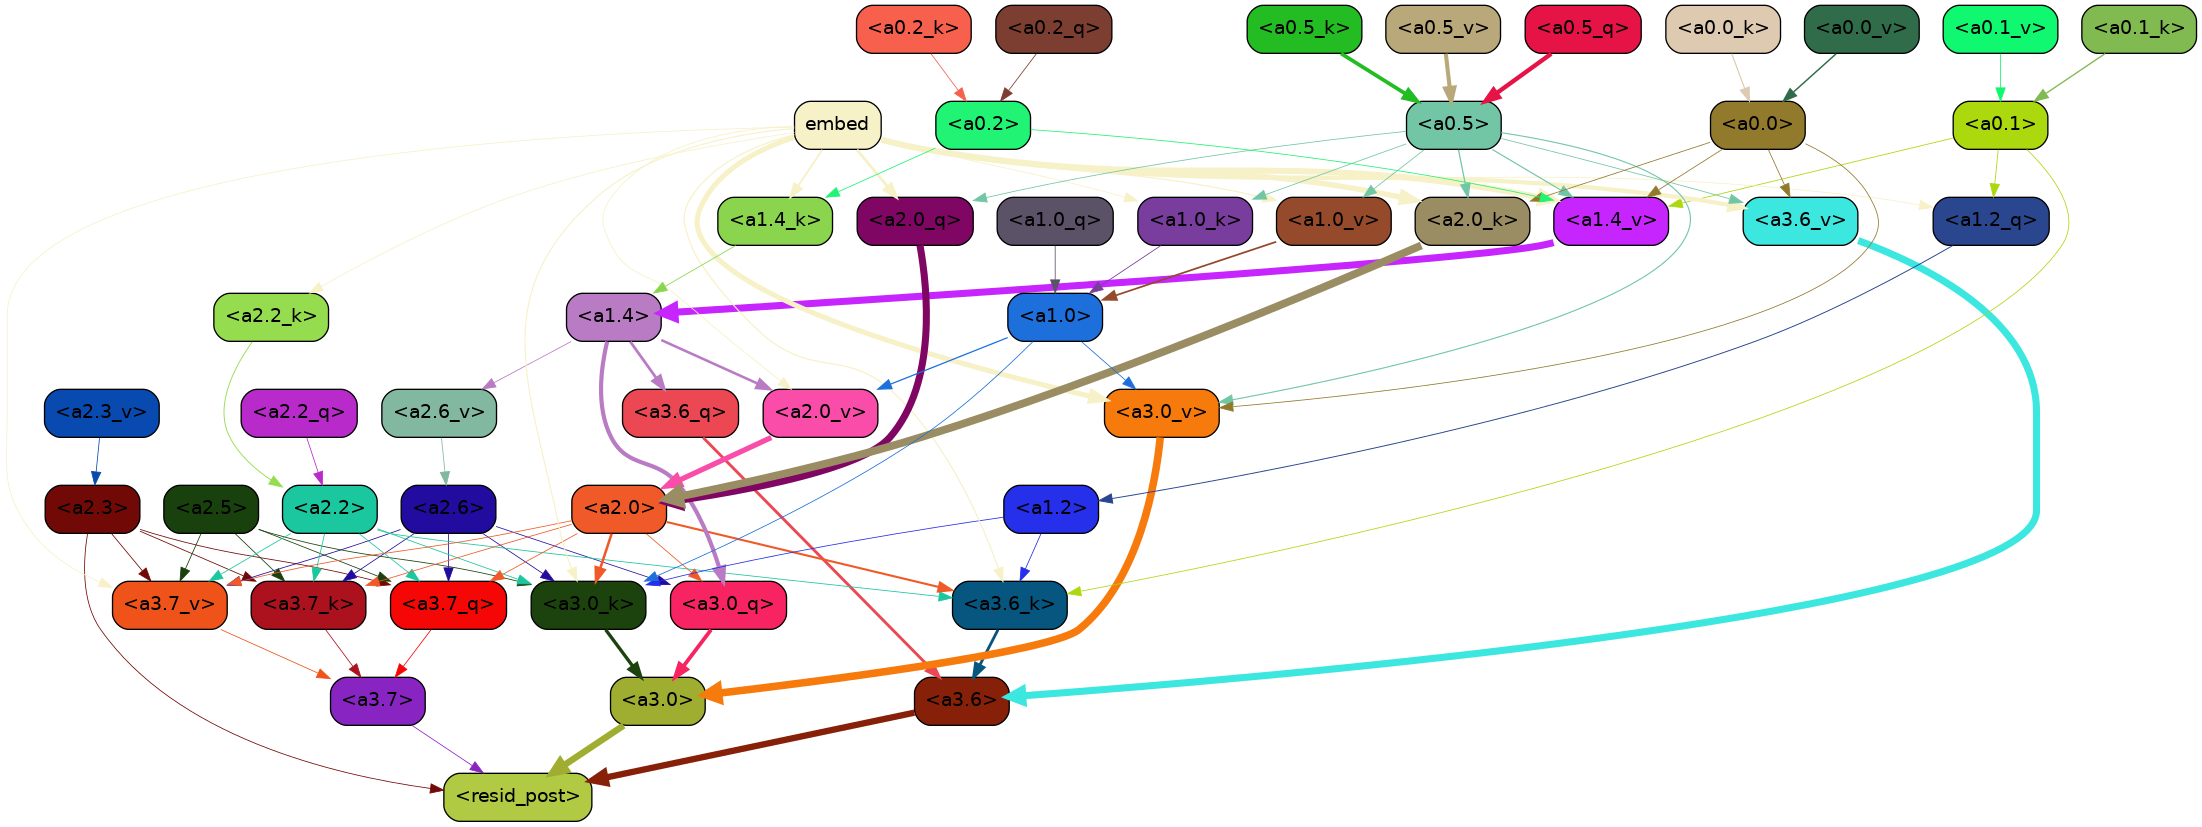 <a0.2_k> <a0.2_q> <a0.5_k> <a0.5_v> <a0.5_q> <a0.0_k> <a0.0_v> <a0.1_v> <a0.1_k>
embed <a0.2> <a0.5> <a0.0> <a0.1>
<a1.4_k> <a2.0_q> <a1.0_q> <a1.0_k> <a1.0_v> <a2.0_k> <a1.4_v> <a3.6_v> <a1.2_q>
<a2.2_k> <a1.4> <a1.0>
<a2.3_v> <a2.2_q> <a2.6_v> <a3.6_q> <a2.0_v> <a3.0_v>
<a2.3> <a2.5> <a2.2> <a2.6> <a2.0> <a1.2>
<a3.7_v> <a3.7_k> <a3.7_q> <a3.0_k> <a3.0_q> <a3.6_k>
<a3.7> <a3.0> <a3.6>
<resid_post>